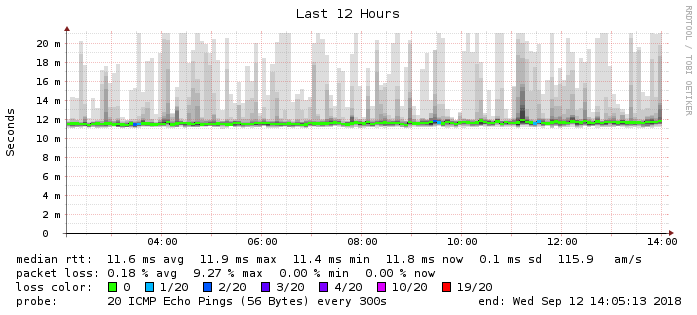 Last 12 Hours
RRDTOOL / TOBI OETIKER
Seconds
20 m
18 m
16 m
14 m
12 m
10 m
8 m
6 m
4 m
2 m
0
04:00 06:00 08:00 10:00 12:00 14:00
median rtt: 11.6 ms avg 11.9 ms max 11.4 ms min 11.8 ms now 0.1 ms sd 115.9 am/s
packet loss: 0.18 % avg 9.27 % max 0.00 % min 0.00 % now
loss color: 0 1/20 2/20 3/20 4/20 10/20 19/20
probe: 20 ICMP Echo Pings (56 Bytes) every 300s end: Wed Sep 12 14:05:13 2018